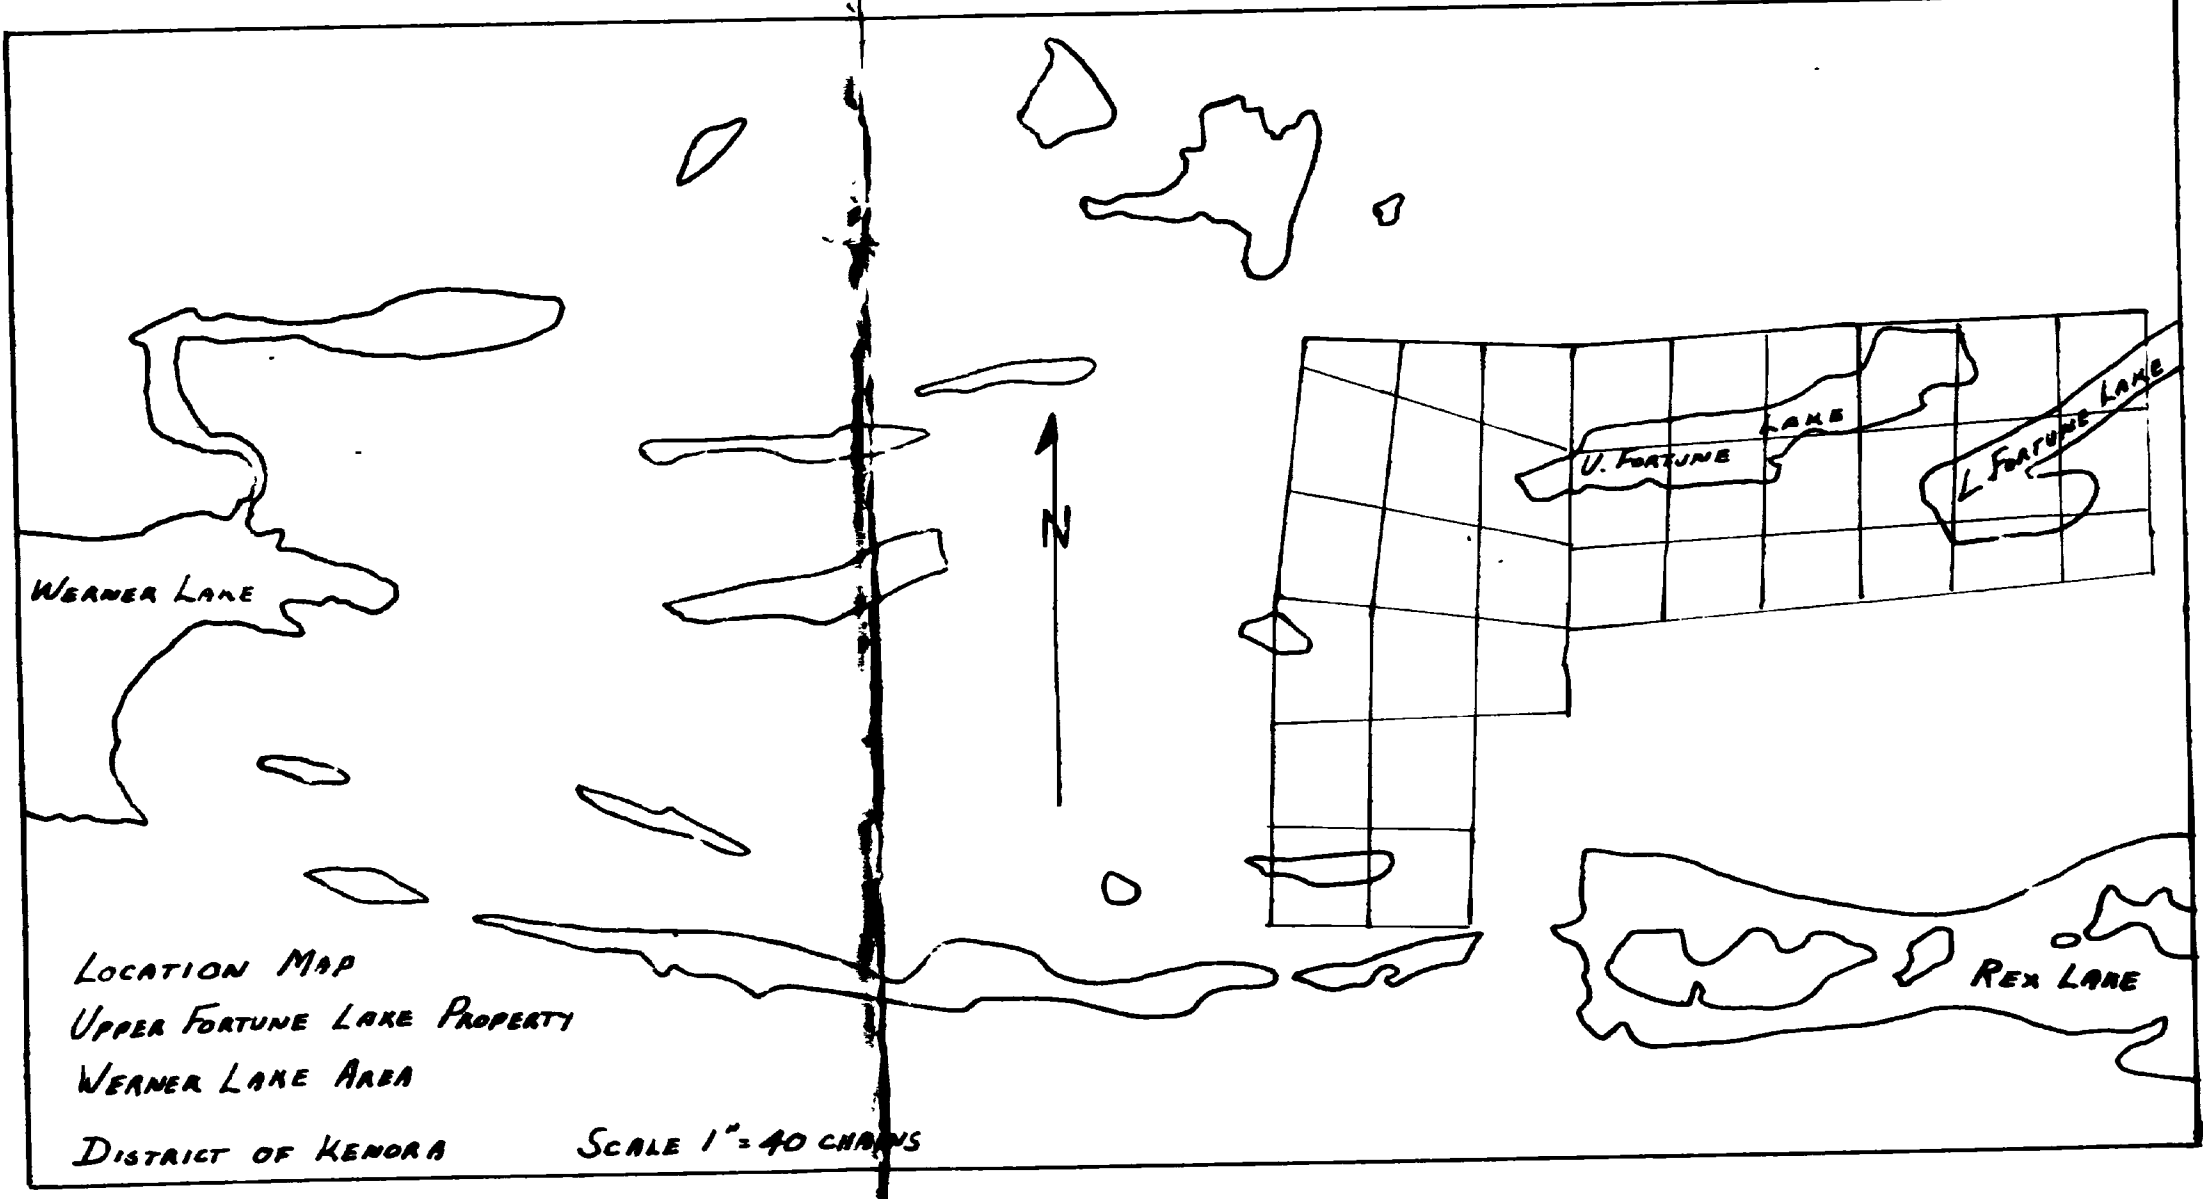 L FORTUNE LAKE
LAKE
U. FORTUNE
N
WERNER LAKE
REX LAKE
LOCATION MAP
UPPER FORTUNE LAKE PROPERTY
WERNER LAKE AREA
DISTRICT OF KENORA
SCALE 1"=40 CHAINS